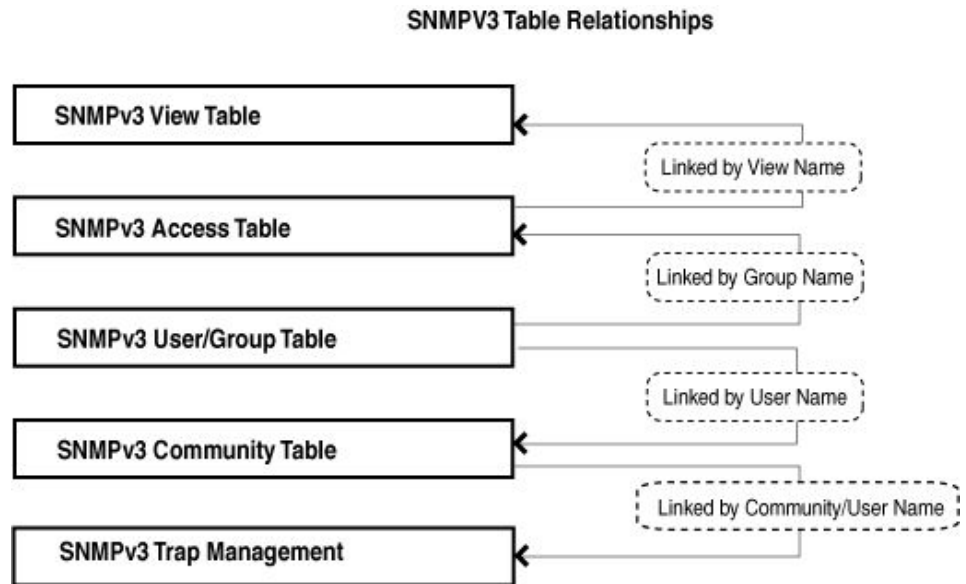 SNMPV3 Table Relationships
SNMPv3 View Table
Linked by View Name
SNMPv3 Access Table
Linked by Group Name
SNMPv3 User/Group Table
Linked by User Name
SNMPv3 Community Table
Linked by Community/User Name
SNMPv3 Trap Management